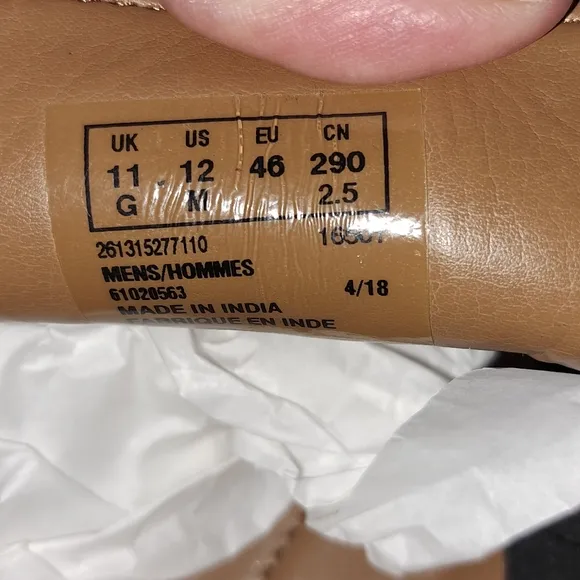 UK US EU CN
11 12 46 290
G M 2.5
261315277110
MENS/HOMMES
61020563 4/18
MADE IN INDIA
FABRIQUE EN INDE